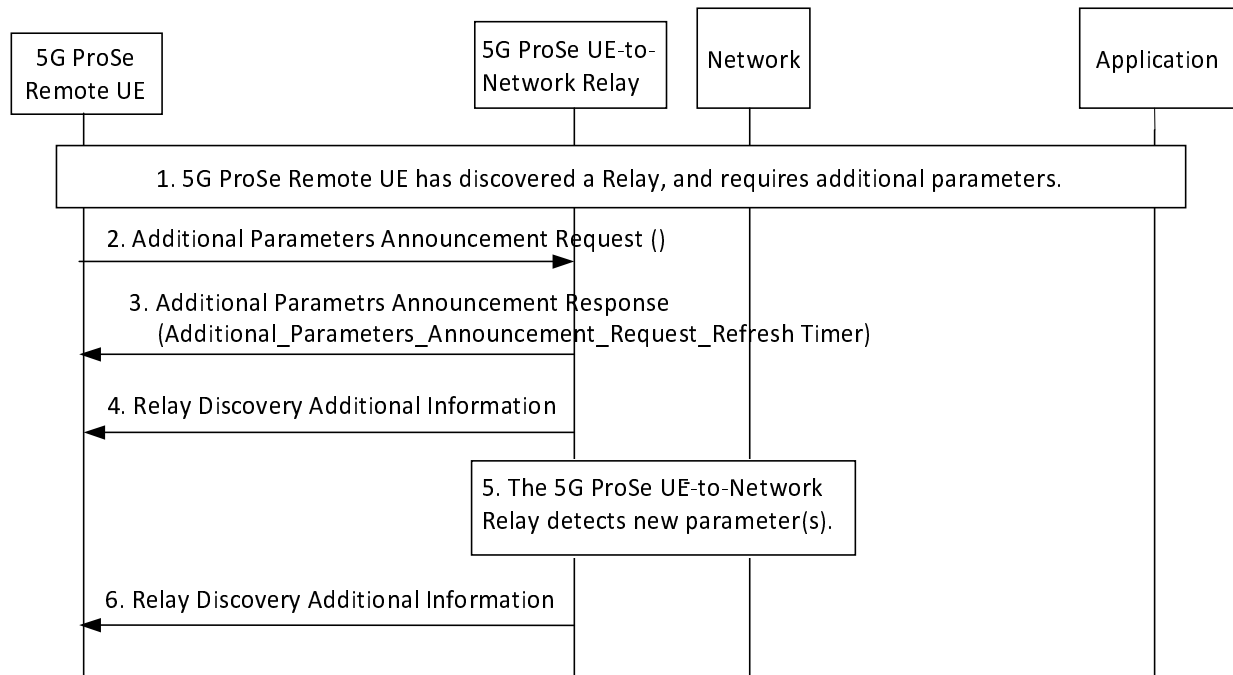 5G ProSe
Remote UE
5G ProSe UE-to-
Network Relay
Network
Application
1. 5G ProSe Remote UE has discovered a Relay, and requires additional parameters.
2. Additional Parameters Announcement Request ()
3. Additional Parametrs Announcement Response
(Additional_Parameters_Announcement_Request_Refresh Timer)
4. Relay Discovery Additional Information
5. The 5G ProSe UE-to-Network
Relay detects new parameter(s).
6. Relay Discovery Additional Information